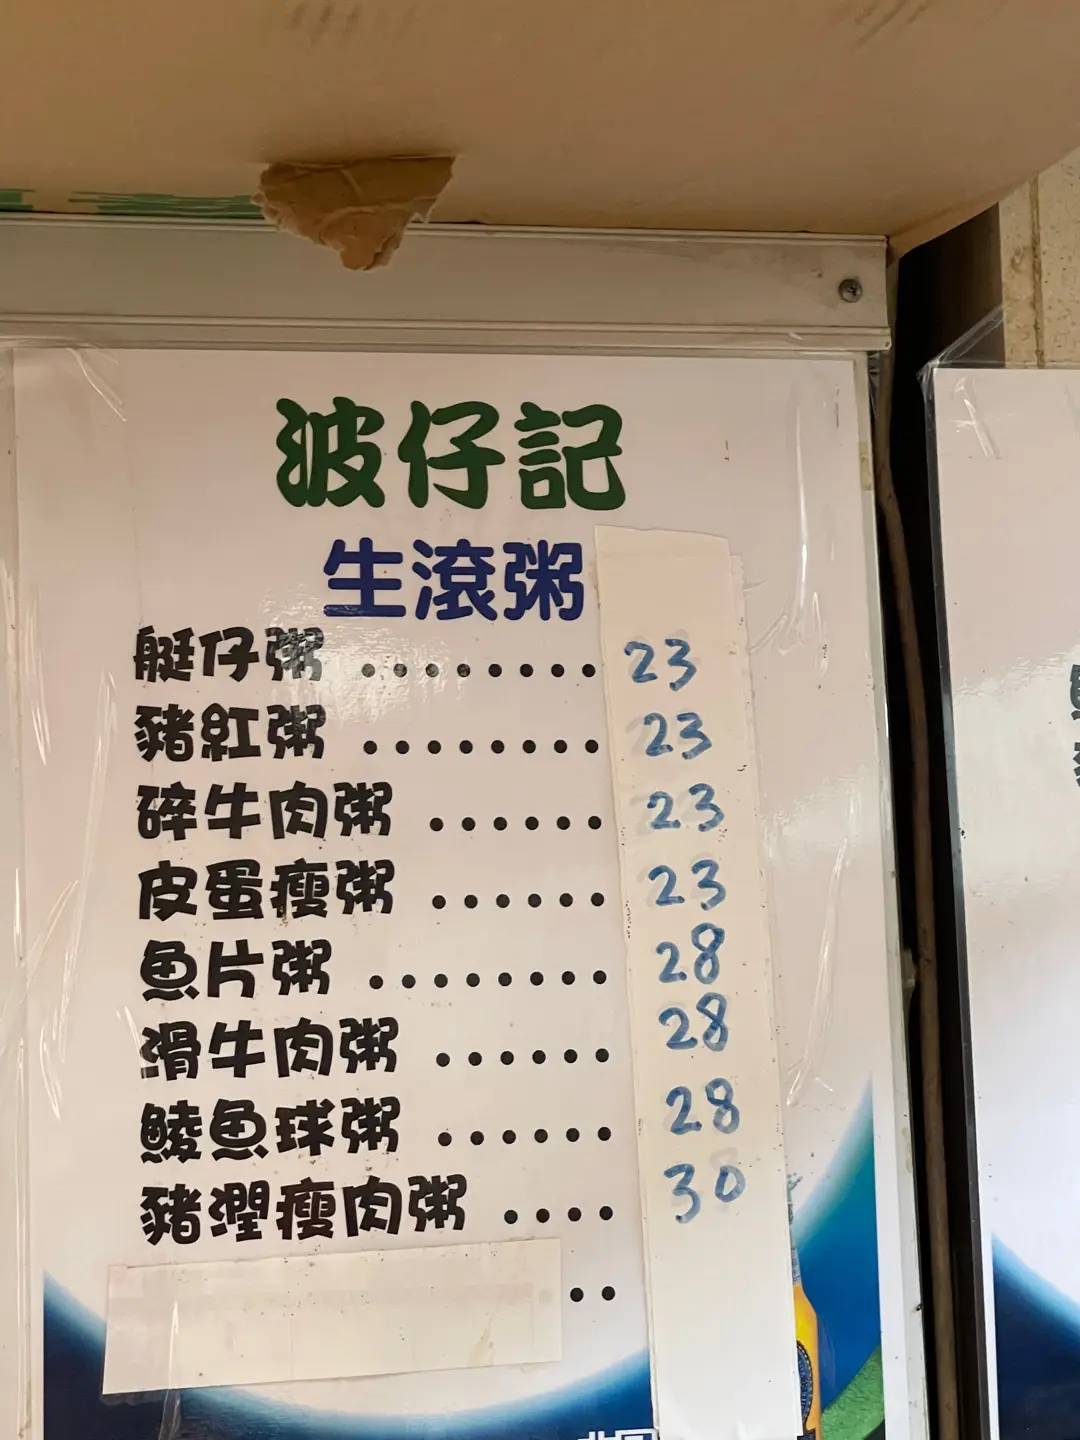 波仔記
生滾粥
艇仔粥 ........ 23
豬紅粥 ........ 23
碎牛肉粥 ...... 23
皮蛋瘦粥 ...... 23
魚片粥 ........ 28
滑牛肉粥 ...... 28
鯪魚球粥 ...... 28
豬潤瘦肉粥 .... 30
..